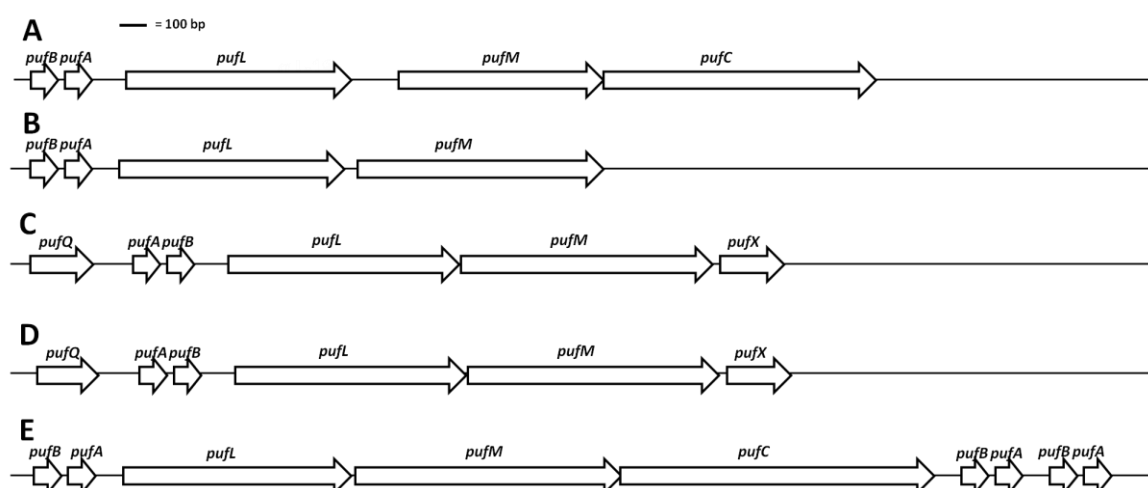 = 100 bp
A
pufB pufA pufL pufM pufC
B
pufB pufA pufL pufM
C
pufQ pufA pufB pufL pufM pufX
D
pufQ pufA pufB pufL pufM pufX
E
pufB pufA pufL pufM pufC pufB pufA pufB pufA